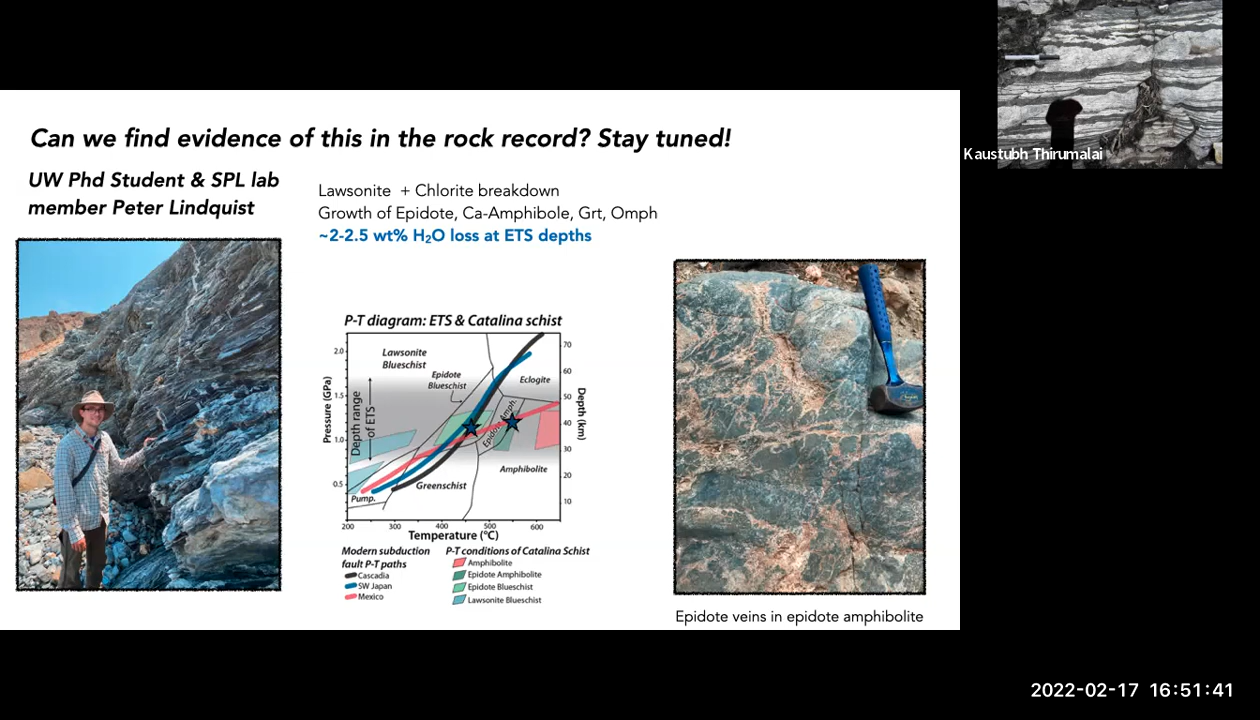 Can we find evidence of this in the rock record? Stay tuned!
UW Phd Student & SPL lab
member Peter Lindquist
Lawsonite + Chlorite breakdown
Growth of Epidote, Ca-Amphibole, Grt, Omph
~2-2.5 wt% H₂O loss at ETS depths
P-T diagram: ETS & Catalina schist
Pressure (GPa)
2.0
1.5
1.0
0.5
Depth range
of ETS
Lawsonite
Blueschist
Epidote
Blueschist
Eclogite
Epidote Amph.
Amphibolite
Greenschist
Pump.
70
60
50
40
30
20
10
Depth (km)
200 300 400 500 600
Temperature (°C)
Modern subduction
fault P-T paths
Cascadia
SW Japan
Mexico
P-T conditions of Catalina Schist
Amphibolite
Epidote Amphibolite
Epidote Blueschist
Lawsonite Blueschist
Epidote veins in epidote amphibolite
Kaustubh Thirumalai
2022-02-17 16:51:41